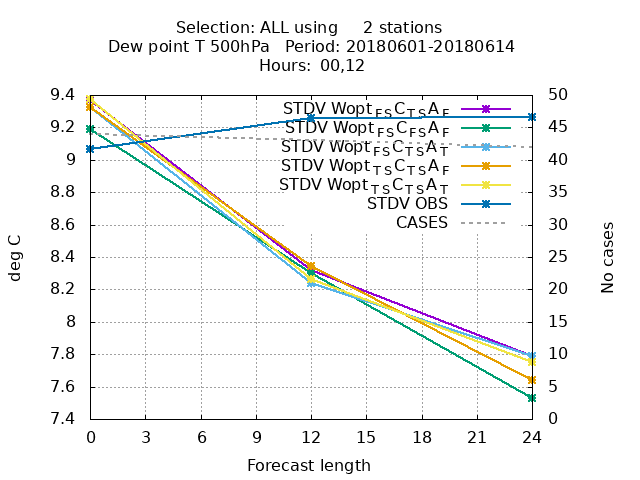 Selection: ALL using     2 stations
Dew point T 500hPa   Period: 20180601-20180614
Hours: 00,12
deg C
No cases
9.4
9.2
9
8.8
8.6
8.4
8.2
8
7.8
7.6
7.4
50
45
40
35
30
25
20
15
10
5
0
STDV Wopt_FS C_TS A_F
STDV Wopt_FS C_FS A_F
STDV Wopt_FS C_TS A_T
STDV Wopt_TS C_TS A_F
STDV Wopt_TS C_TS A_T
STDV OBS
CASES
0 3 6 9 12 15 18 21 24
Forecast length